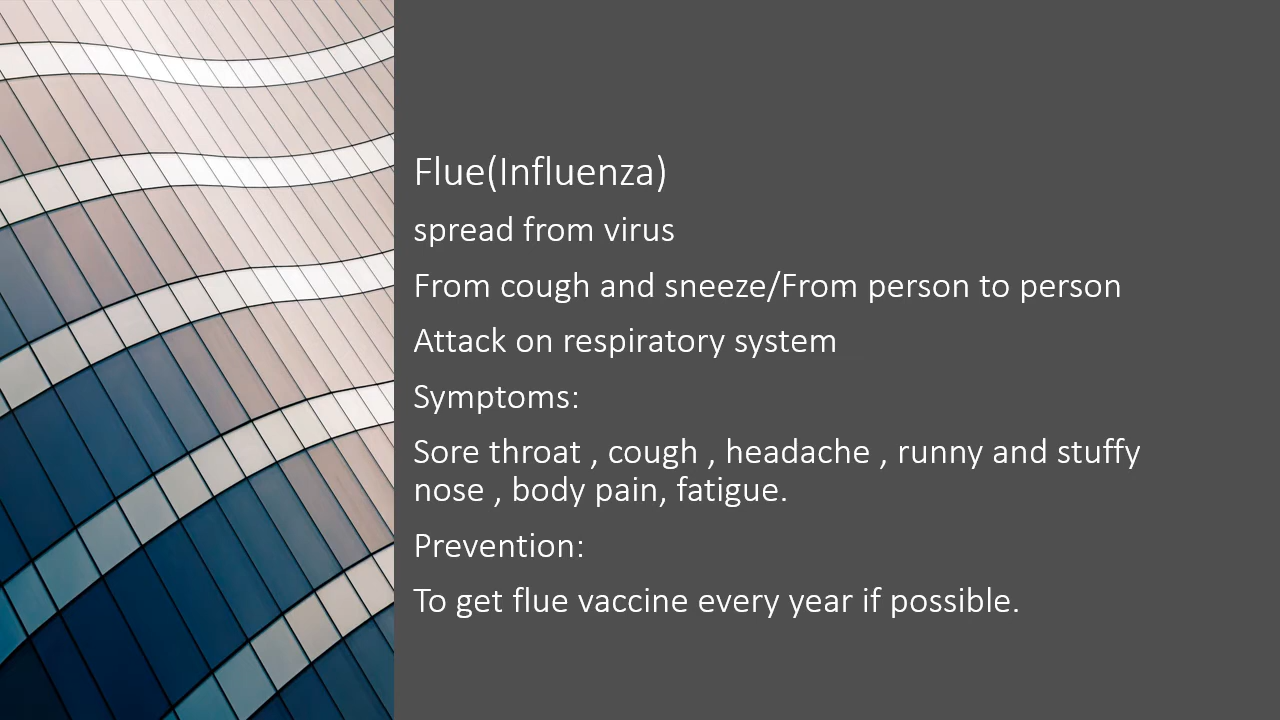 Flue(Influenza)
spread from virus
From cough and sneeze/From person to person
Attack on respiratory system
Symptoms:
Sore throat , cough , headache , runny and stuffy
nose , body pain, fatigue.
Prevention:
To get flue vaccine every year if possible.